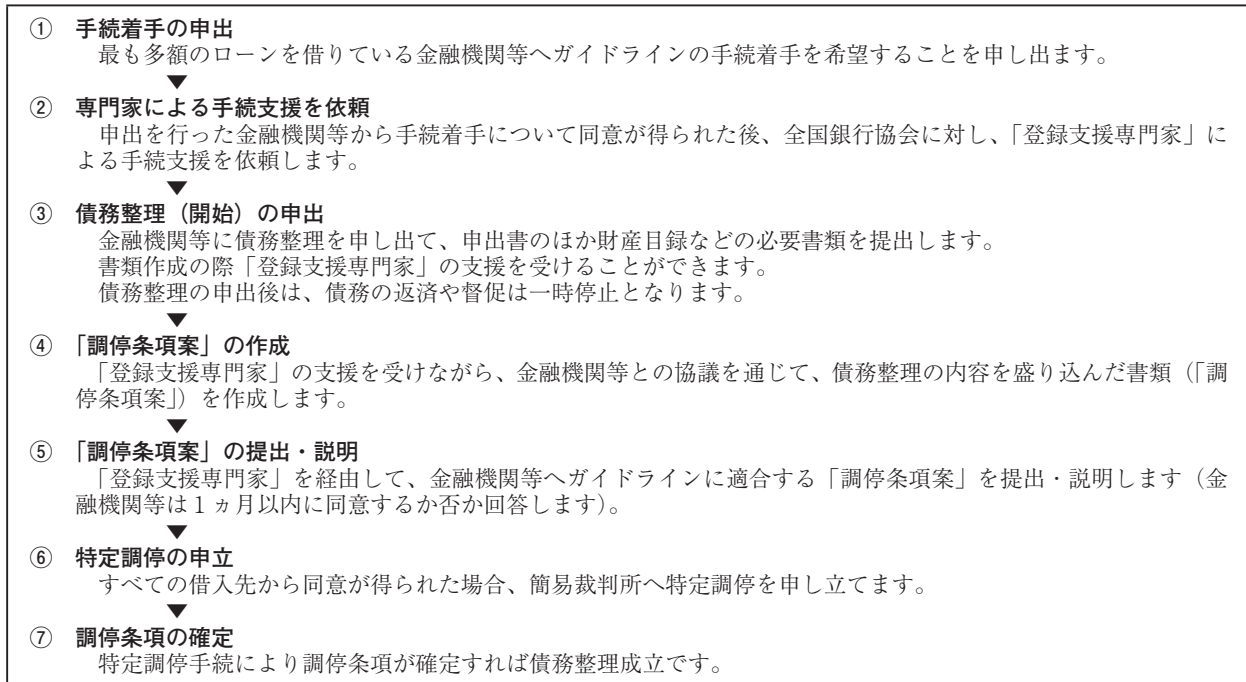 ① 手続着手の申出
最も多額のローンを借りている金融機関等へガイドラインの手続着手を希望することを申し出ます。
▼
② 専門家による手続支援を依頼
申出を行った金融機関等から手続着手について同意が得られた後、全国銀行協会に対し、「登録支援専門家」に
よる手続支援を依頼します。
▼
③ 債務整理（開始）の申出
金融機関等に債務整理を申し出て、申出書のほか財産目録などの必要書類を提出します。
書類作成の際「登録支援専門家」の支援を受けることができます。
債務整理の申出後は、債務の返済や督促は一時停止となります。
▼
④ 「調停条項案」の作成
「登録支援専門家」の支援を受けながら、金融機関等との協議を通じて、債務整理の内容を盛り込んだ書類（「調
停条項案」）を作成します。
▼
⑤ 「調停条項案」の提出・説明
「登録支援専門家」を経由して、金融機関等へガイドラインに適合する「調停条項案」を提出・説明します（金
融機関等は１ヵ月以内に同意するか否か回答します）。
▼
⑥ 特定調停の申立
すべての借入先から同意が得られた場合、簡易裁判所へ特定調停を申し立てます。
▼
⑦ 調停条項の確定
特定調停手続により調停条項が確定すれば債務整理成立です。